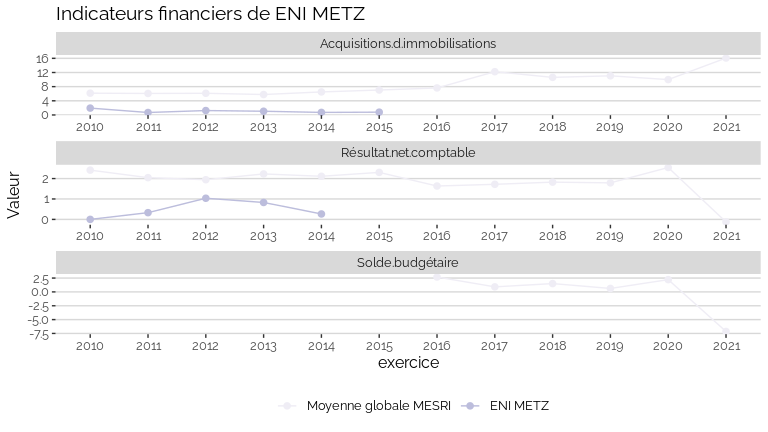 Indicateurs financiers de ENI METZ
Acquisitions.d.immobilisations
16
12
8
4
0
2010 2011 2012 2013 2014 2015 2016 2017 2018 2019 2020 2021
Résultat.net.comptable
2
1
0
2010 2011 2012 2013 2014 2015 2016 2017 2018 2019 2020 2021
Valeur
Solde.budgétaire
2.5
0.0
-2.5
-5.0
-7.5
2010 2011 2012 2013 2014 2015 2016 2017 2018 2019 2020 2021
exercice
Moyenne globale MESRI ENI METZ